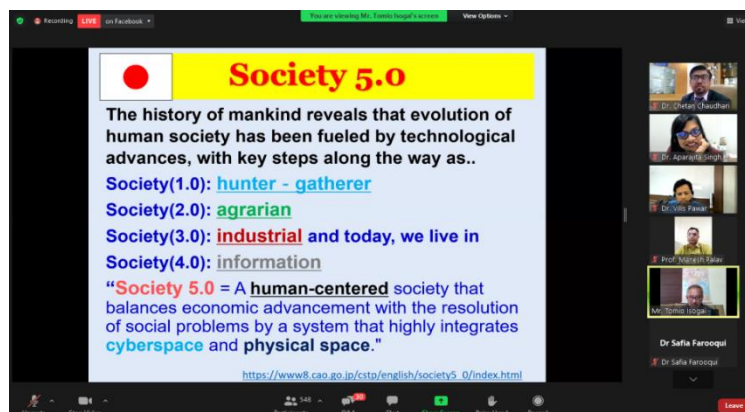 Recording LIVE on Facebook
You are viewing Mr. Tomio Isogai's screen
View Options
Society 5.0
The history of mankind reveals that evolution of
human society has been fueled by technological
advances, with key steps along the way as..
Society(1.0): hunter - gatherer
Society(2.0): agrarian
Society(3.0): industrial and today, we live in
Society(4.0): information
“Society 5.0 = A human-centered society that
balances economic advancement with the resolution
of social problems by a system that highly integrates
cyberspace and physical space."
https://www8.cao.go.jp/cstp/english/society5_0/index.html
Dr. Chetan Chaudhari
Dr. Aparajita Singh
Dr. Vilis Pawar
Prof. Manesh Palav
Mr. Tomio Isogai
Dr Safia Farooqui
Dr Safia Farooqui
548
30
Leave